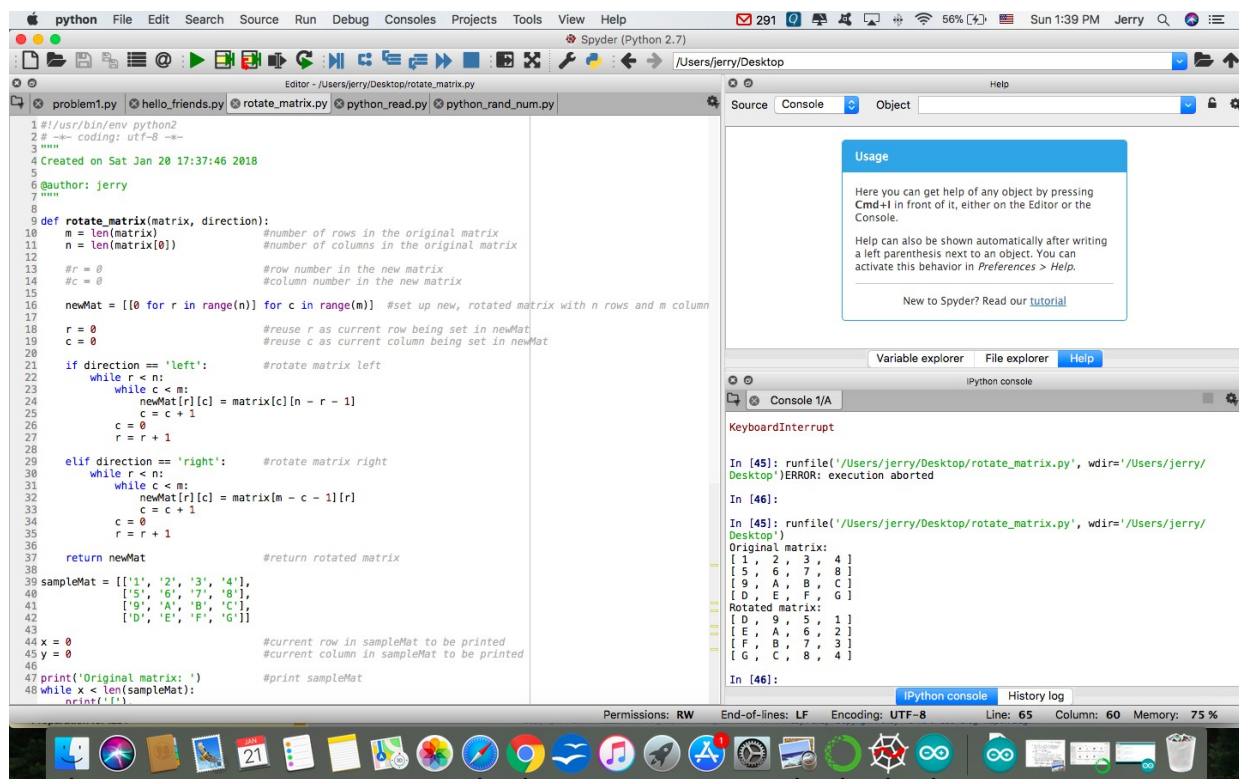 python File Edit Search Source Run Debug Consoles Projects Tools View Help 291 56% Sun 1:39 PM Jerry
Spyder (Python 2.7)
/Users/jerry/Desktop
Editor - /Users/jerry/Desktop/rotate_matrix.py
problem1.py hello_friends.py rotate_matrix.py python_read.py python_rand_num.py
1 #!/usr/bin/env python2
2 # -*- coding: utf-8 -*-
3 """
4 Created on Sat Jan 20 17:37:46 2018
5
6 @author: jerry
7 """
8
9 def rotate_matrix(matrix, direction):
10     m = len(matrix)                #number of rows in the original matrix
11     n = len(matrix[0])             #number of columns in the original matrix
12
13     #r = 0                         #row number in the new matrix
14     #c = 0                         #column number in the new matrix
15
16     newMat = [[0 for r in range(n)] for c in range(m)]  #set up new, rotated matrix with n rows and m column
17
18     r = 0                          #reuse r as current row being set in newMat
19     c = 0                          #reuse c as current column being set in newMat
20
21     if direction == 'left':        #rotate matrix left
22         while r < n:
23             while c < m:
24                 newMat[r][c] = matrix[c][n - r - 1]
25                 c = c + 1
26             c = 0
27             r = r + 1
28
29     elif direction == 'right':     #rotate matrix right
30         while r < n:
31             while c < m:
32                 newMat[r][c] = matrix[m - c - 1][r]
33                 c = c + 1
34             c = 0
35             r = r + 1
36
37     return newMat                  #return rotated matrix
38
39 sampleMat = [['1', '2', '3', '4'],
40              ['5', '6', '7', '8'],
41              ['9', 'A', 'B', 'C'],
42              ['D', 'E', 'F', 'G']]
43
44 x = 0                              #current row in sampleMat to be printed
45 y = 0                              #current column in sampleMat to be printed
46
47 print('Original matrix: ')         #print sampleMat
48 while x < len(sampleMat):
print('['),
Help
Source Console Object
Usage
Here you can get help of any object by pressing
Cmd+I in front of it, either on the Editor or the
Console.
Help can also be shown automatically after writing
a left parenthesis next to an object. You can
activate this behavior in Preferences > Help.
New to Spyder? Read our tutorial
Variable explorer File explorer Help
IPython console
Console 1/A
KeyboardInterrupt
In [45]: runfile('/Users/jerry/Desktop/rotate_matrix.py', wdir='/Users/jerry/
Desktop')ERROR: execution aborted
In [46]:
In [45]: runfile('/Users/jerry/Desktop/rotate_matrix.py', wdir='/Users/jerry/
Desktop')
Original matrix:
[ 1 , 2 , 3 , 4 ]
[ 5 , 6 , 7 , 8 ]
[ 9 , A , B , C ]
[ D , E , F , G ]
Rotated matrix:
[ D , 9 , 5 , 1 ]
[ E , A , 6 , 2 ]
[ F , B , 7 , 3 ]
[ G , C , 8 , 4 ]
In [46]:
IPython console History log
Permissions: RW End-of-lines: LF Encoding: UTF-8 Line: 65 Column: 60 Memory: 75 %
JAN
21
1